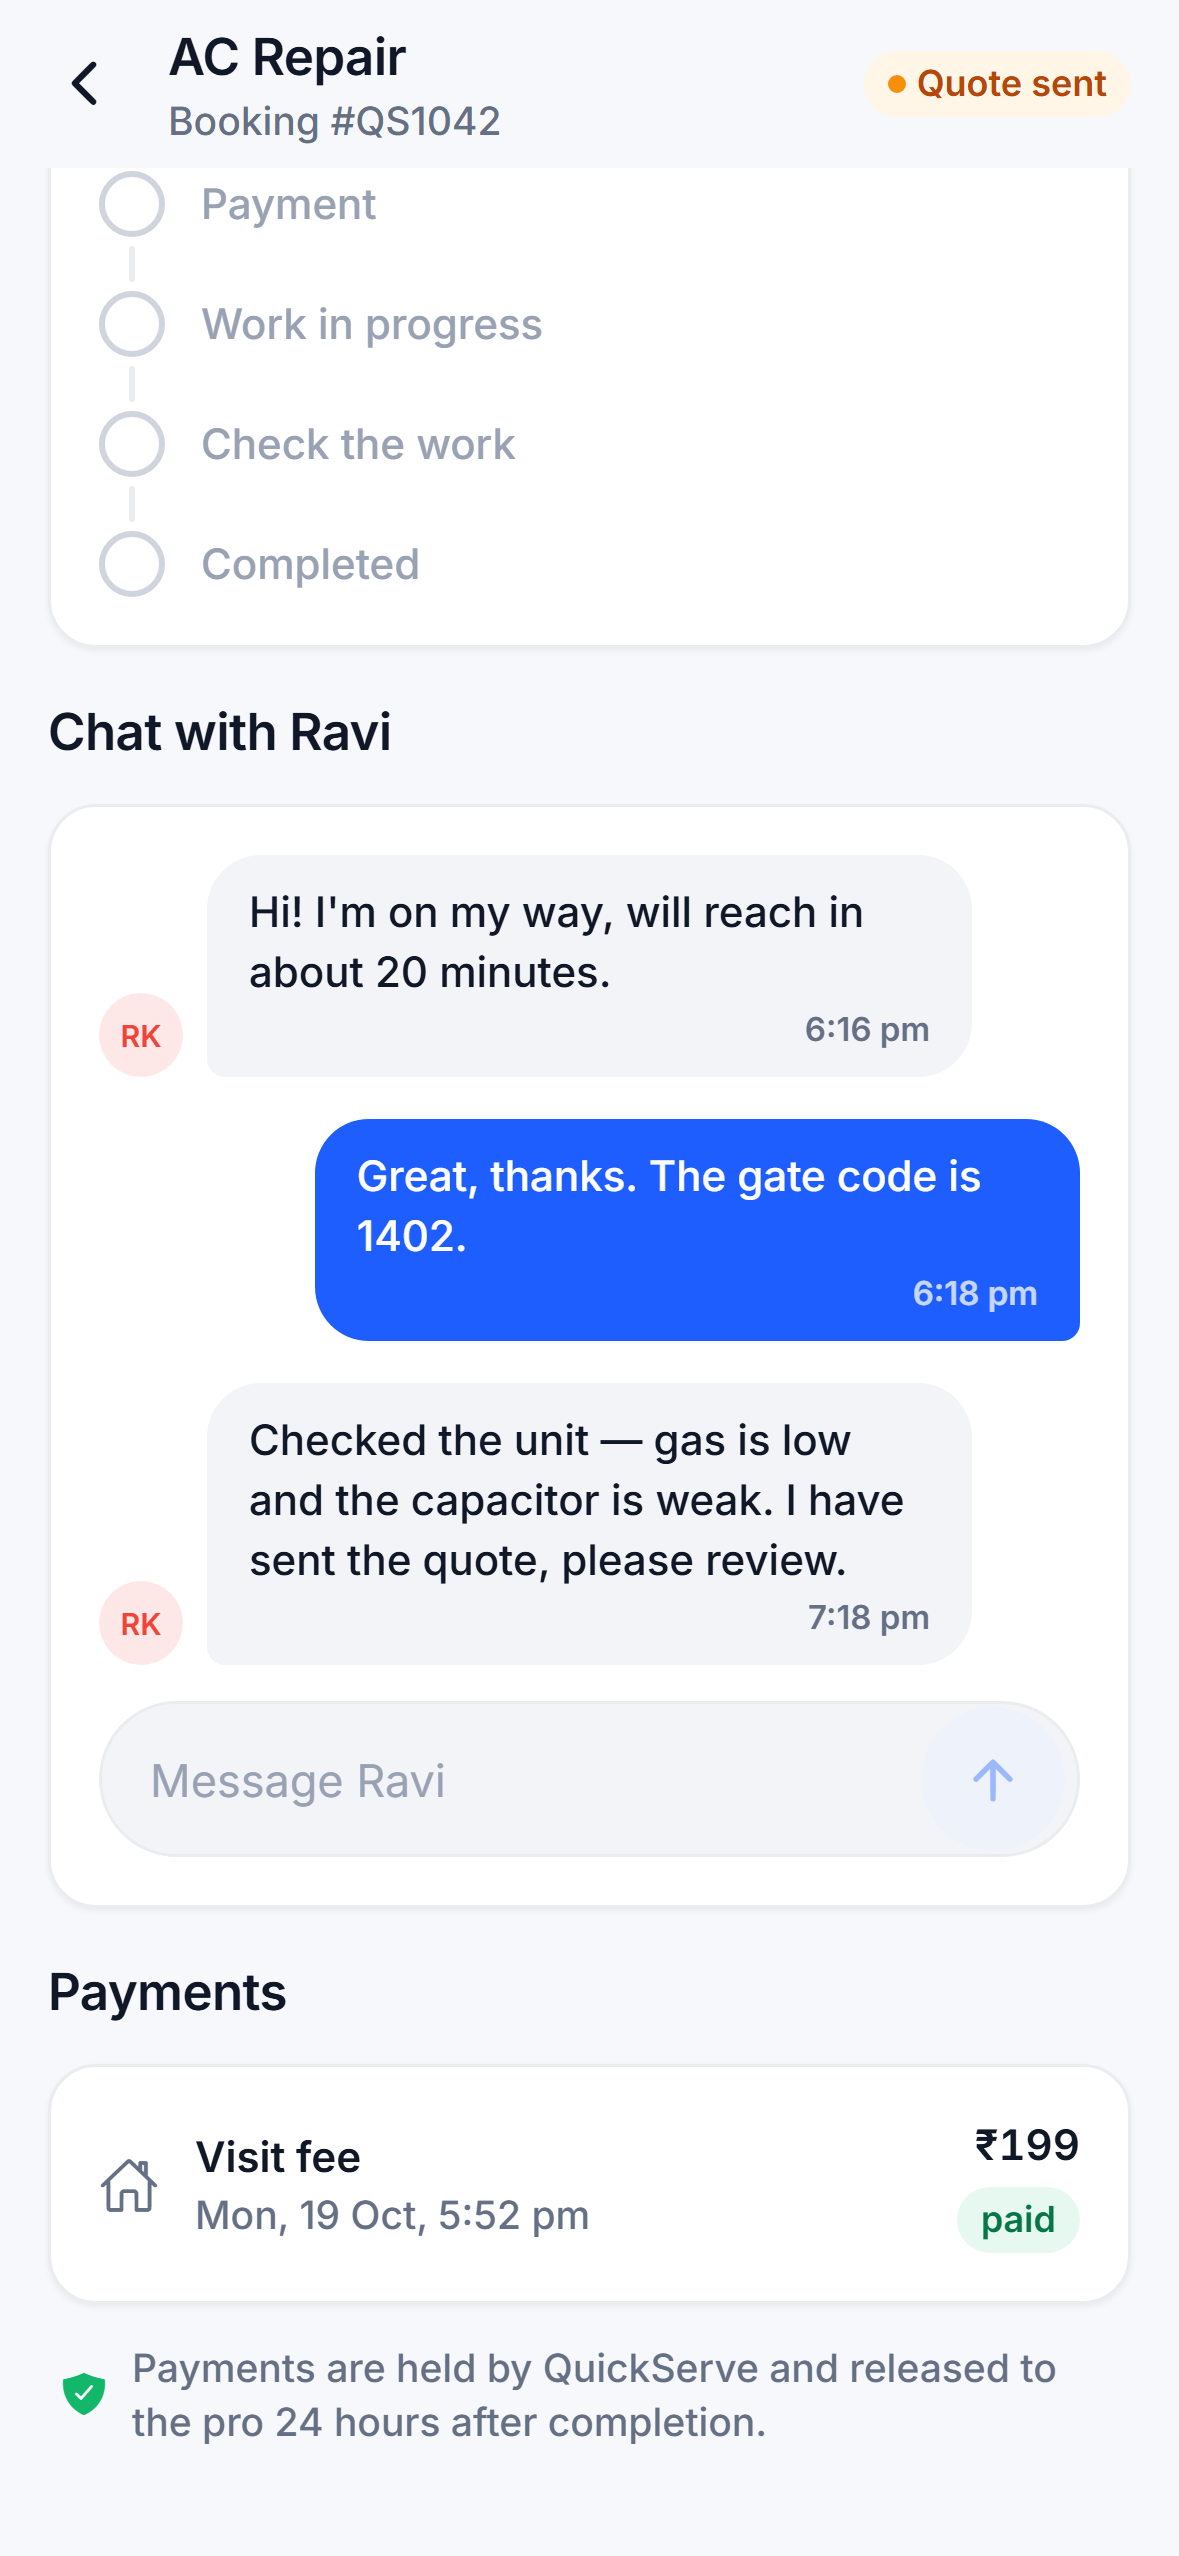 AC Repair
Booking #QS1042
Quote sent
Payment
Work in progress
Check the work
Completed
Chat with Ravi
Hi! I'm on my way, will reach in
about 20 minutes.
6:16 pm
RK
Great, thanks. The gate code is
1402.
6:18 pm
Checked the unit — gas is low
and the capacitor is weak. I have
sent the quote, please review.
7:18 pm
RK
Message Ravi
Payments
Visit fee
Mon, 19 Oct, 5:52 pm
₹199
paid
Payments are held by QuickServe and released to
the pro 24 hours after completion.